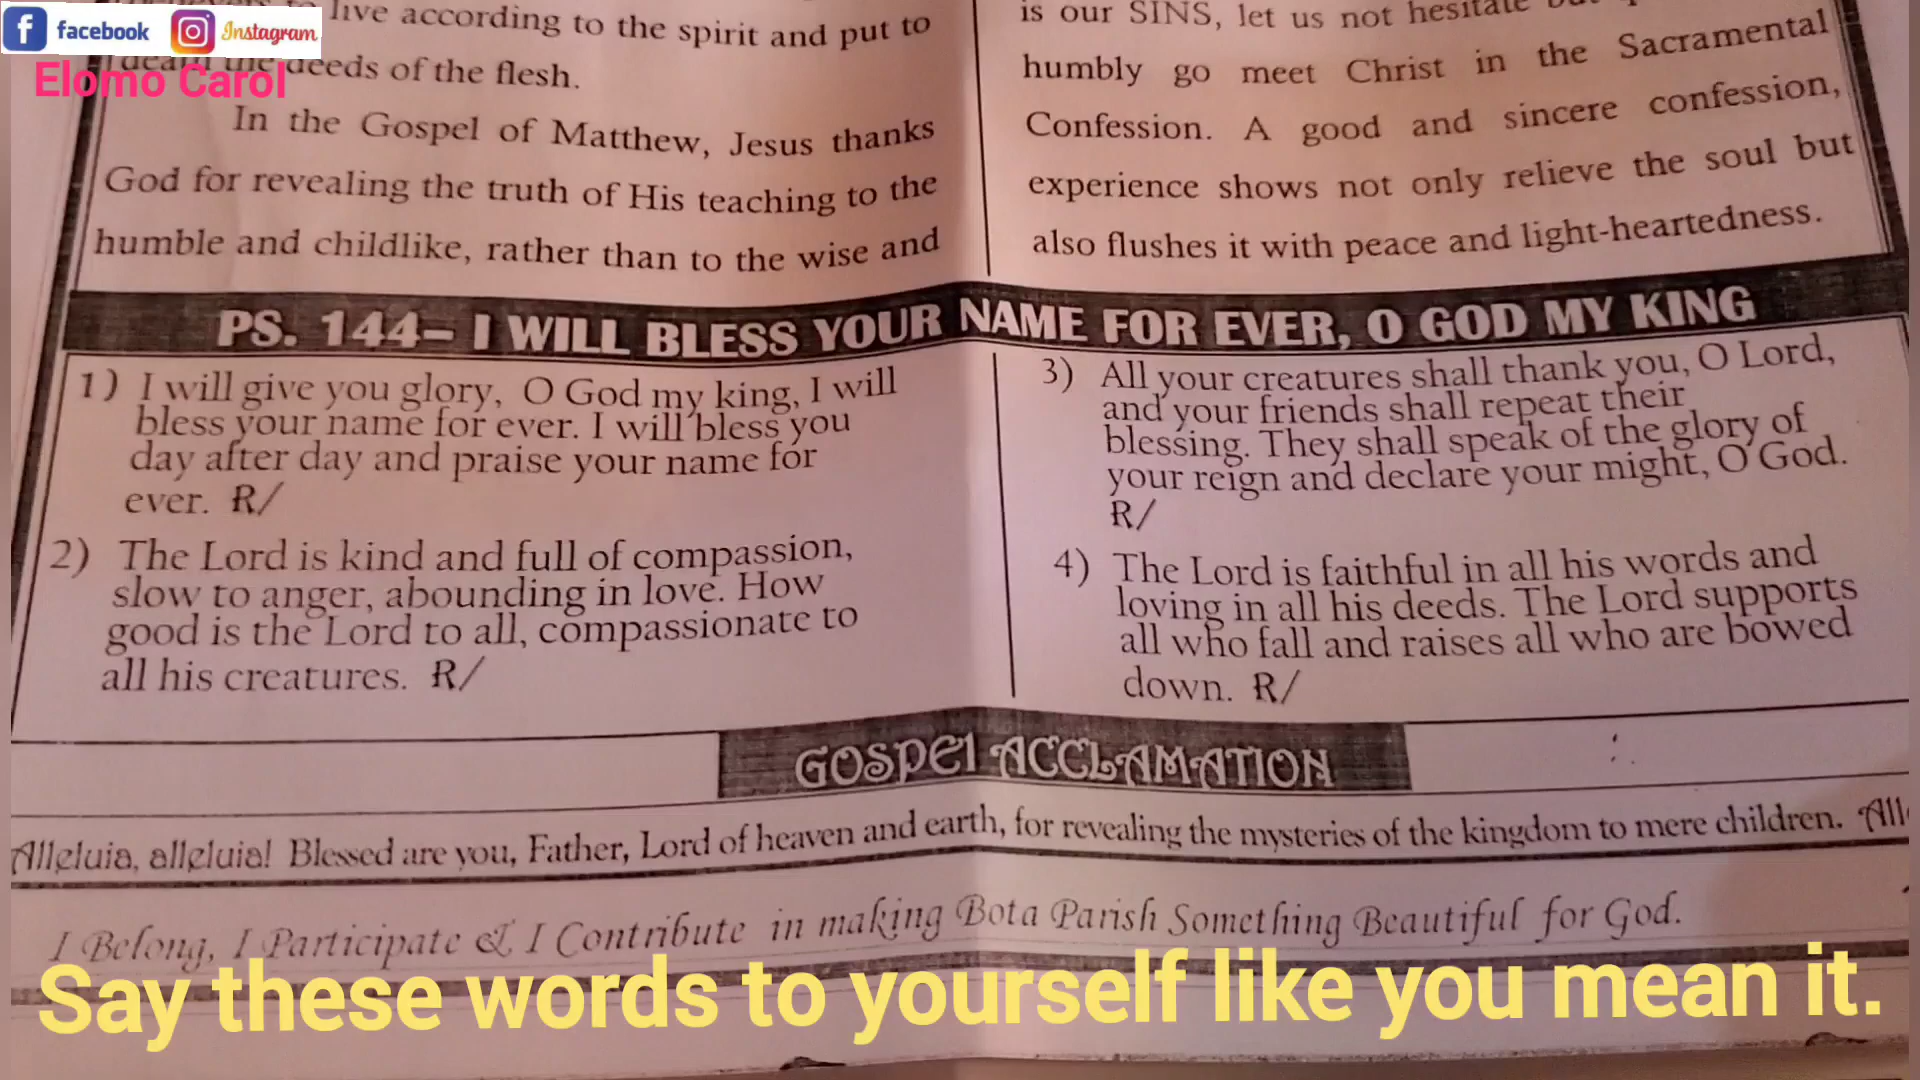 facebook Instagram
Elomo Carol
live according to the spirit and put to
death the deeds of the flesh.
In the Gospel of Matthew, Jesus thanks
God for revealing the truth of His teaching to the
humble and childlike, rather than to the wise and
is our SINS, let us not hesitate
humbly go meet Christ in the Sacramental
Confession. A good and sincere confession,
experience shows not only relieve the soul but
also flushes it with peace and light-heartedness.
PS. 144– I WILL BLESS YOUR NAME FOR EVER, O GOD MY KING
1) I will give you glory, O God my king, I will
bless your name for ever. I will bless you
day after day and praise your name for
ever. R/
2) The Lord is kind and full of compassion,
slow to anger, abounding in love. How
good is the Lord to all, compassionate to
all his creatures. R/
3) All your creatures shall thank you, O Lord,
and your friends shall repeat their
blessing. They shall speak of the glory of
your reign and declare your might, O God.
R/
4) The Lord is faithful in all his words and
loving in all his deeds. The Lord supports
all who fall and raises all who are bowed
down. R/
GOSPEL ACCLAMATION
Alleluia, alleluia! Blessed are you, Father, Lord of heaven and earth, for revealing the mysteries of the kingdom to mere children.
I Belong, I Participate & I Contribute in making Bota Parish Something Beautiful for God.
Say these words to yourself like you mean it.